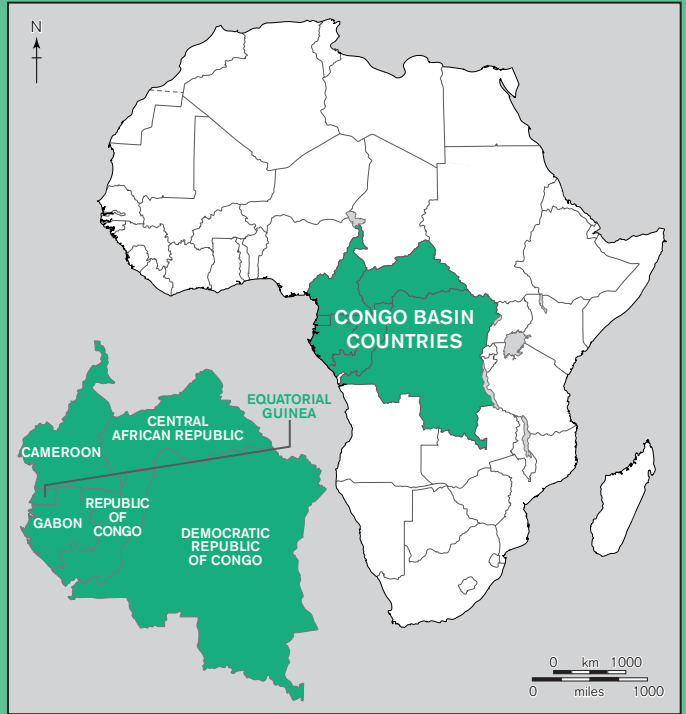 N
CONGO BASIN
COUNTRIES
EQUATORIAL
GUINEA
CENTRAL
AFRICAN REPUBLIC
CAMEROON
REPUBLIC
OF
CONGO
GABON
DEMOCRATIC
REPUBLIC
OF CONGO
0 km 1000
0 miles 1000